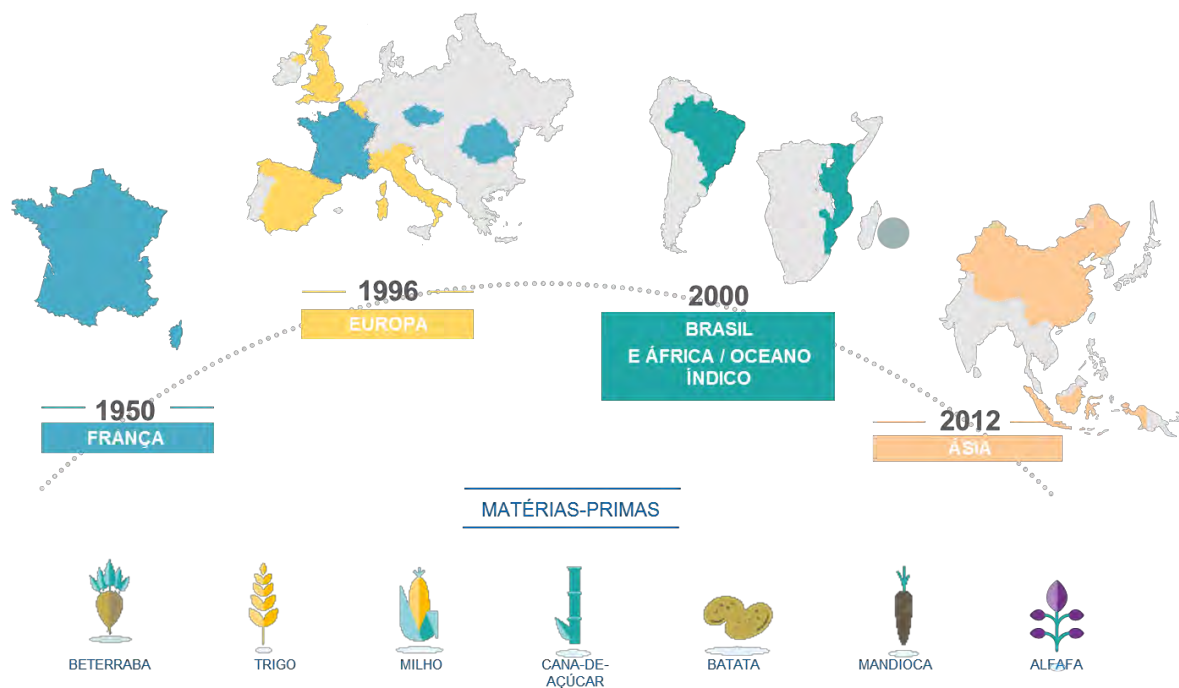 1950
FRANÇA
1996
EUROPA
2000
BRASIL
E ÁFRICA / OCEANO
ÍNDICO
2012
ÁSIA
MATÉRIAS-PRIMAS
BETERRABA
TRIGO
MILHO
CANA-DE-
AÇÚCAR
BATATA
MANDIOCA
ALFAFA